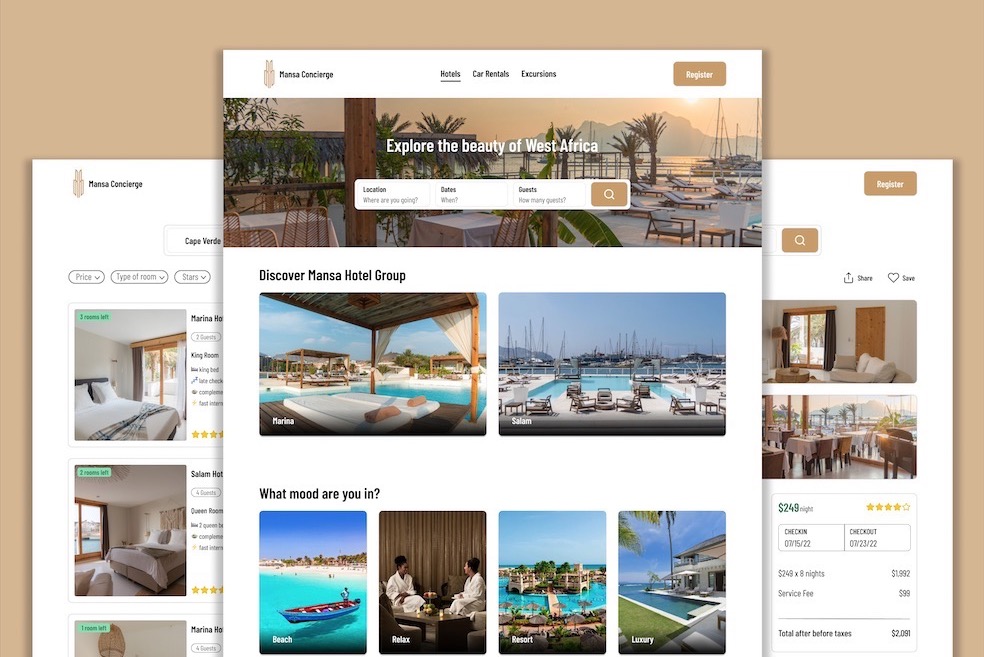 Mansa Concierge
Hotels
Car Rentals
Excursions
Register
Explore the beauty of West Africa
Location
Where are you going?
Dates
When?
Guests
How many guests?
Discover Mansa Hotel Group
Marina
Salam
What mood are you in?
Beach
Relax
Resort
Luxury
Mansa Concierge
Cape Verde
Price
Type of room
Stars
3 rooms left
Marina Ho
2 Guests
King Room
king bed
late check
compleme
fast intern
2 rooms left
Salam Hot
4 Guests
Queen Room
2 queen b
compleme
fast intern
1 room left
Marina Ho
4 Guests
Register
Share
Save
$249 night
CHECKIN
07/15/22
CHECKOUT
07/23/22
$249 x 8 nights
$1,992
Service Fee
$99
Total after before taxes
$2,091